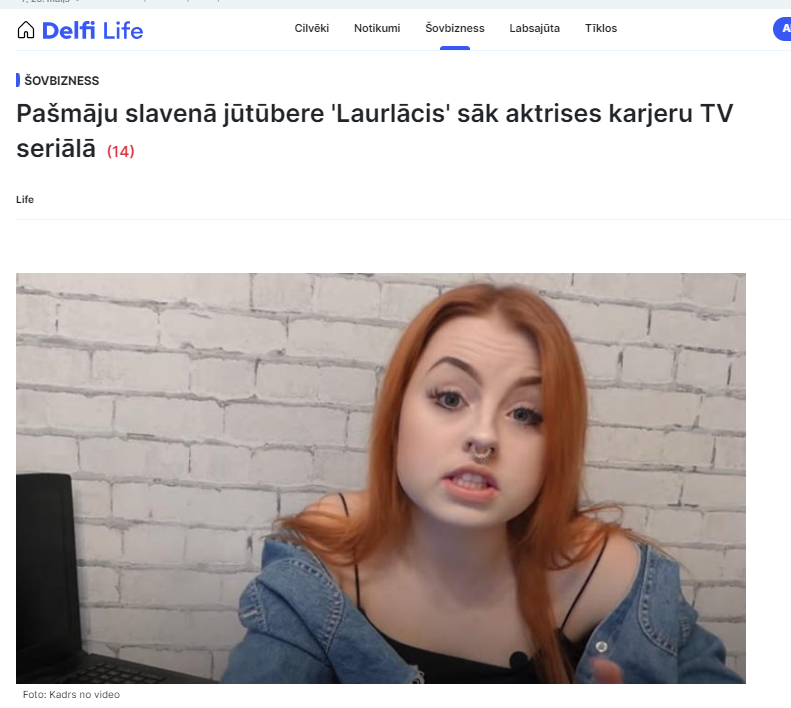 Delfi Life
Cilvēki Notikumi Šovbizness Labsajūta Tīklos
ŠOVBIZNESS
Pašmāju slavenā jūtūbere 'Laurlācis' sāk aktrises karjeru TV
seriālā (14)
Life
Foto: Kadrs no video